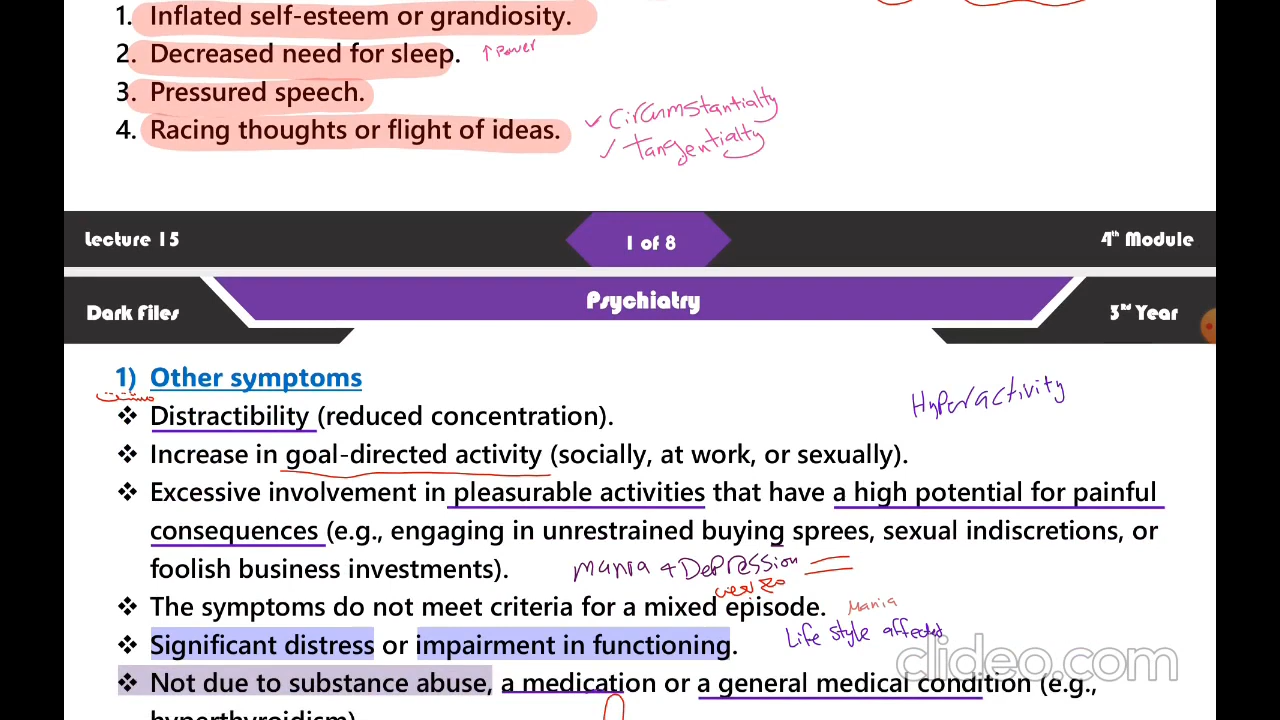 1. Inflated self-esteem or grandiosity.
2. Decreased need for sleep. ↑ Power
3. Pressured speech.
✓ Circumstantialty
4. Racing thoughts or flight of ideas.
✓ Tangentialty
Lecture 15 1 of 8 4th Module
Dark Files Psychiatry 3rd Year
1) Other symptoms
مشتت
❖ Distractibility (reduced concentration). Hyperactivity
❖ Increase in goal-directed activity (socially, at work, or sexually).
❖ Excessive involvement in pleasurable activities that have a high potential for painful
consequences (e.g., engaging in unrestrained buying sprees, sexual indiscretions, or
foolish business investments). mania + Depression
❖ The symptoms do not meet criteria for a mixed episode. Mania
❖ Significant distress or impairment in functioning. Life style affected
clideo.com
❖ Not due to substance abuse, a medication or a general medical condition (e.g.,
hyperthyroidism)